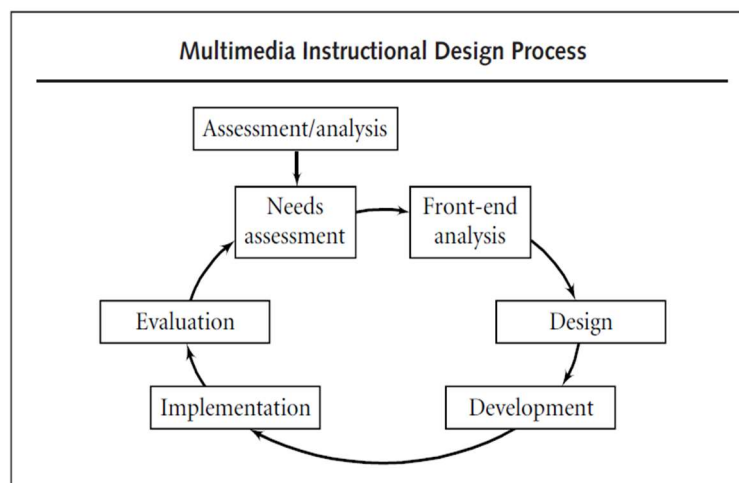 Multimedia Instructional Design Process
Assessment/analysis
Needs
assessment
Front-end
analysis
Design
Development
Implementation
Evaluation